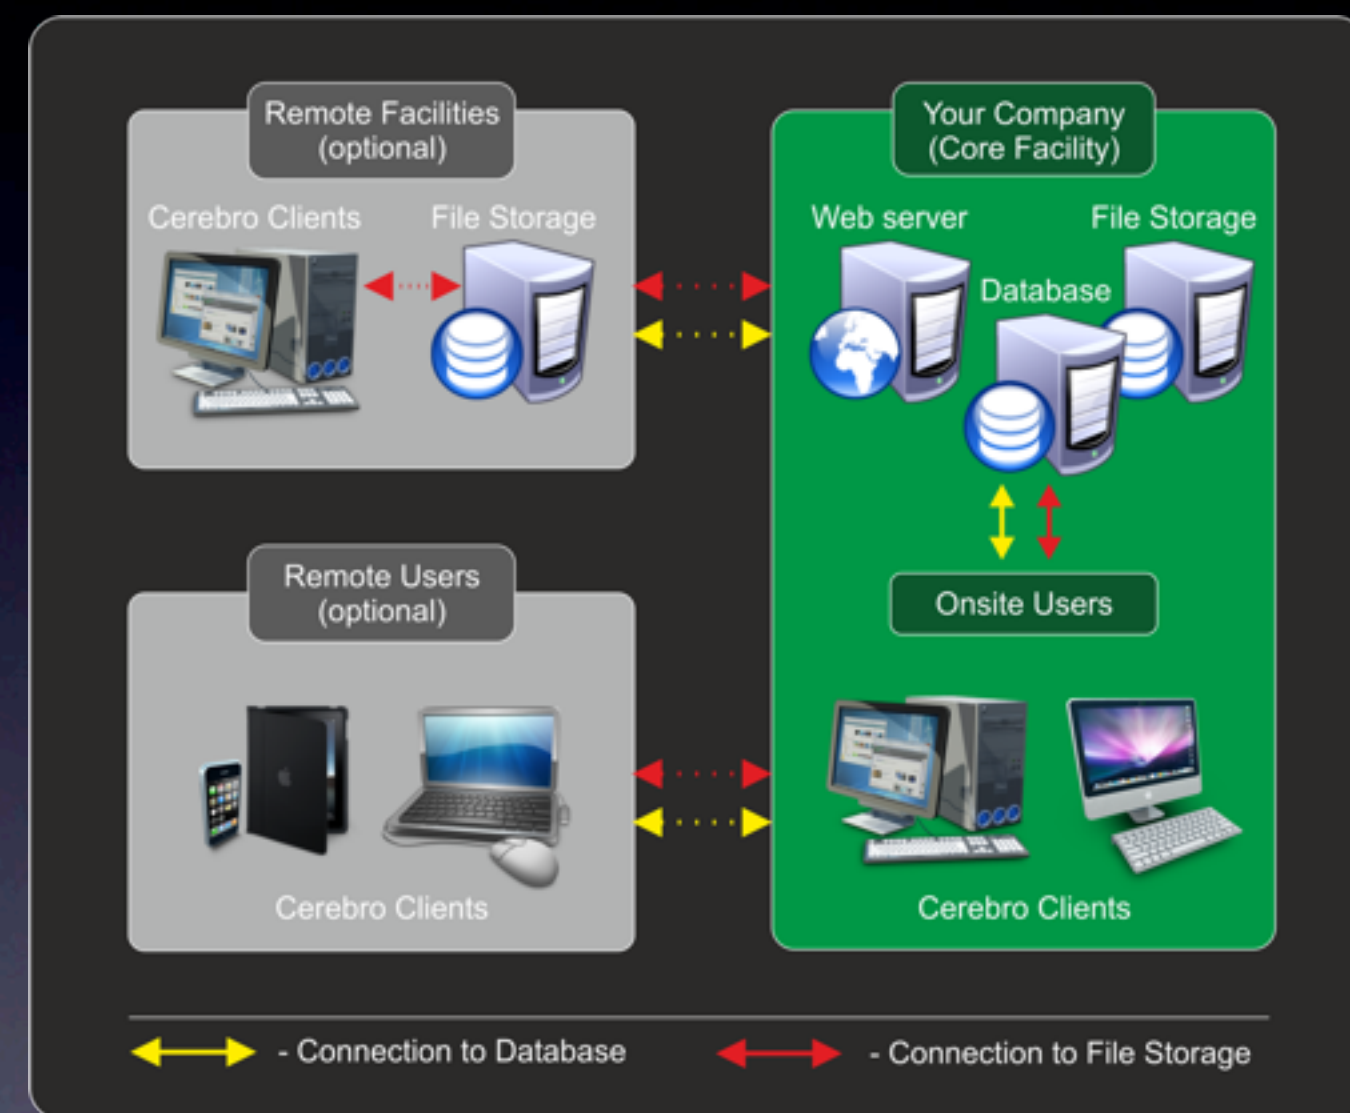 Remote Facilities
(optional)
Cerebro Clients
File Storage
Your Company
(Core Facility)
Web server
File Storage
Database
Remote Users
(optional)
Cerebro Clients
Onsite Users
Cerebro Clients
- Connection to Database
- Connection to File Storage